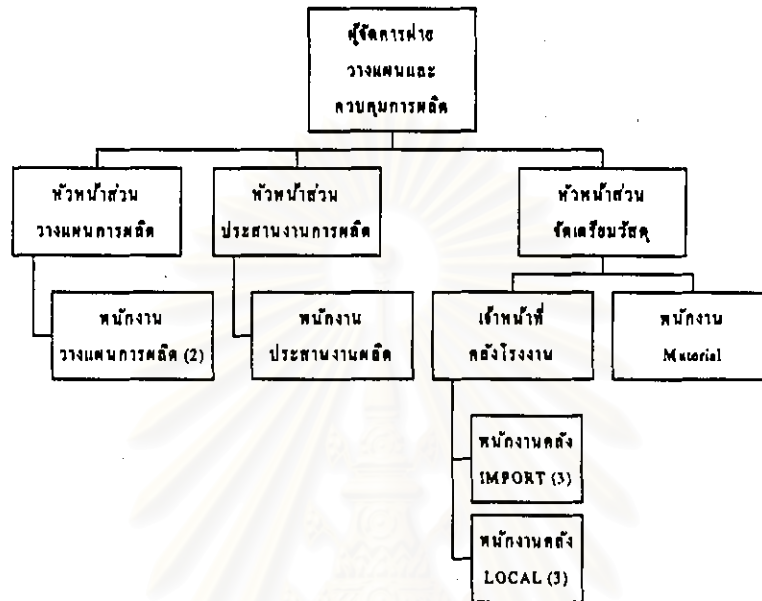 ผู้จัดการฝ่าย
วางแผนและ
ควบคุมการผลิต
หัวหน้าส่วน
วางแผนการผลิต
หัวหน้าส่วน
ประสานงานการผลิต
หัวหน้าส่วน
จัดเตรียมวัสดุ
พนักงาน
วางแผนการผลิต (2)
พนักงาน
ประสานงานผลิต
เจ้าหน้าที่
คลังโรงงาน
พนักงาน
Material
พนักงานคลัง
IMPORT (3)
พนักงานคลัง
LOCAL (3)